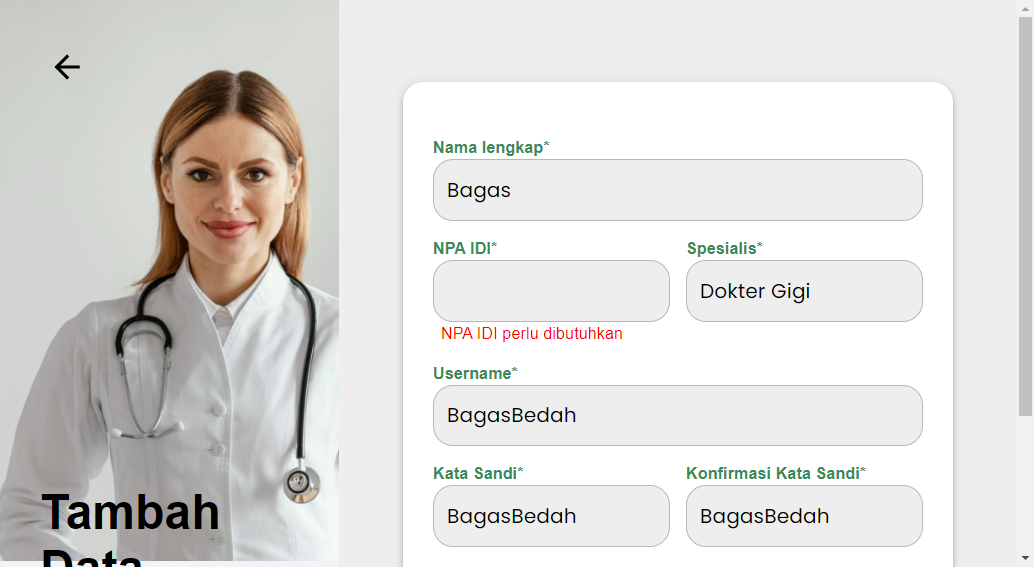 Nama lengkap*
Bagas
NPA IDI* Spesialis*
Dokter Gigi
NPA IDI perlu dibutuhkan
Username*
BagasBedah
Kata Sandi* Konfirmasi Kata Sandi*
BagasBedah BagasBedah
Tambah
Data